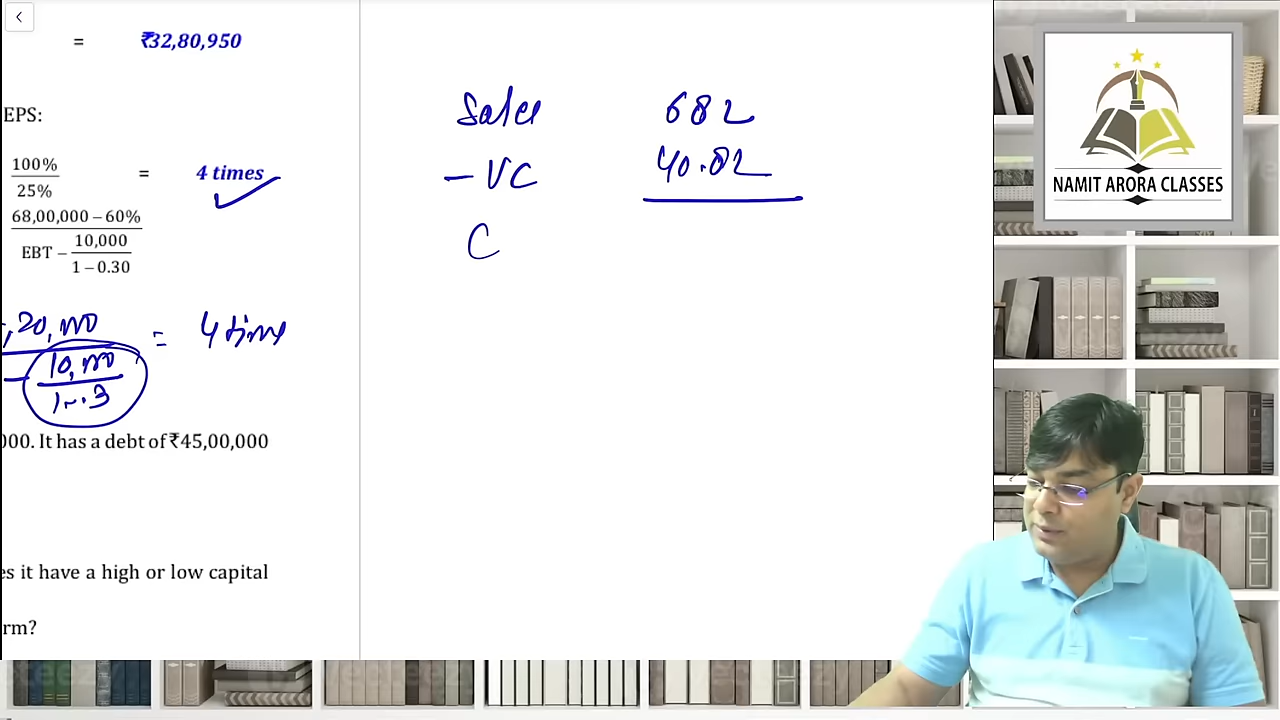 = ₹32,80,950
EPS:
100%
25%
= 4 times
68,00,000 – 60%
EBT – 10,000
1 – 0.30
,20,000
= 4 time
– 10,000
1 - .3
000. It has a debt of ₹45,00,000
es it have a high or low capital
rm?
Sales 68L
– VC 40.8L
C
NAMIT ARORA CLASSES